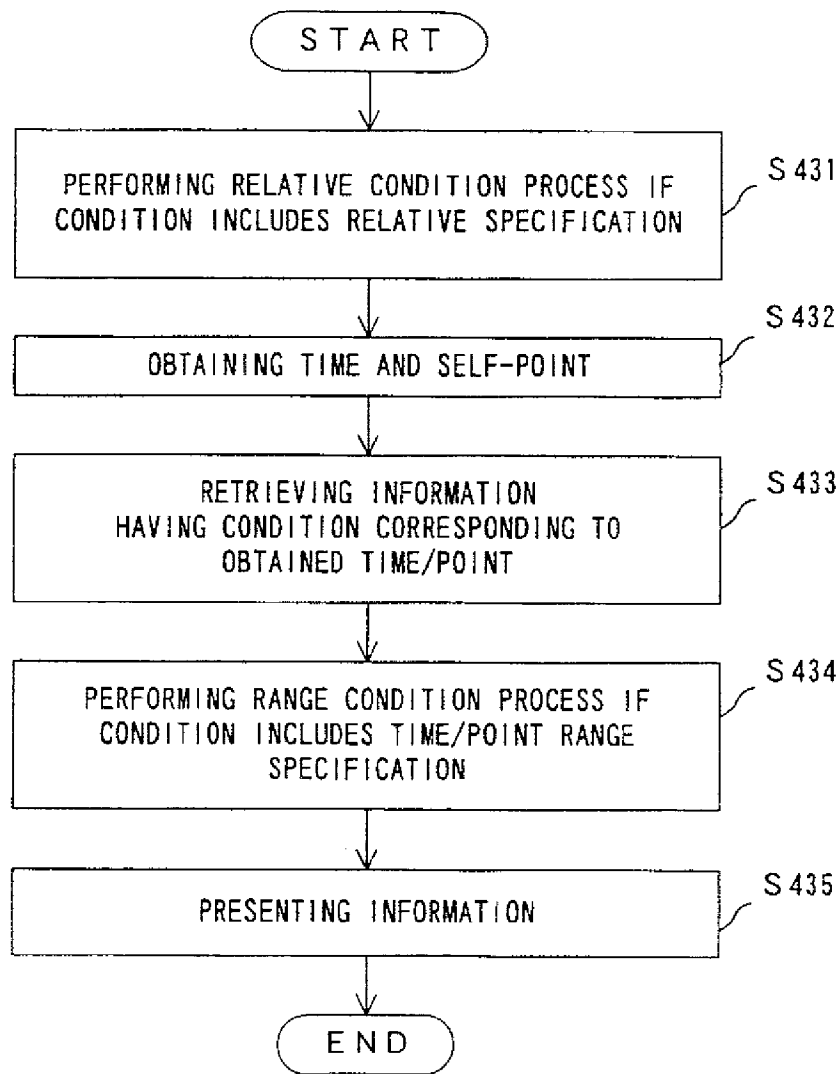 START
PERFORMING RELATIVE CONDITION PROCESS IF
CONDITION INCLUDES RELATIVE SPECIFICATION
S431
OBTAINING TIME AND SELF-POINT
S432
RETRIEVING INFORMATION
HAVING CONDITION CORRESPONDING TO
OBTAINED TIME/POINT
S433
PERFORMING RANGE CONDITION PROCESS IF
CONDITION INCLUDES TIME/POINT RANGE
SPECIFICATION
S434
PRESENTING INFORMATION
S435
END